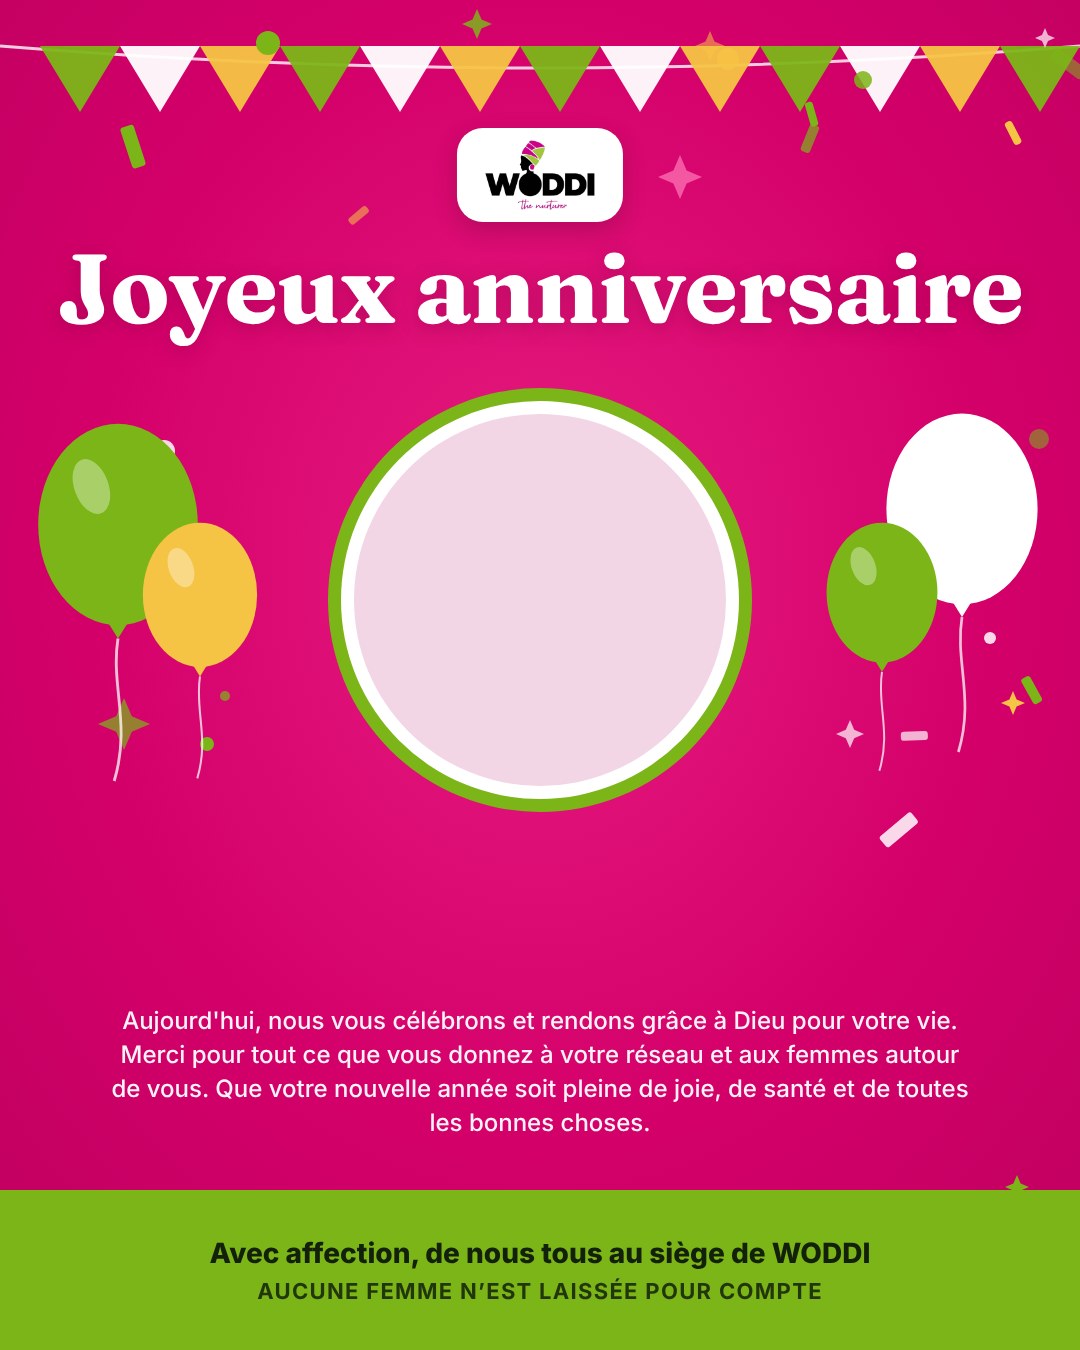 WODDI
the nurturer
Joyeux anniversaire
Aujourd'hui, nous vous célébrons et rendons grâce à Dieu pour votre vie.
Merci pour tout ce que vous donnez à votre réseau et aux femmes autour
de vous. Que votre nouvelle année soit pleine de joie, de santé et de toutes
les bonnes choses.
Avec affection, de nous tous au siège de WODDI
AUCUNE FEMME N’EST LAISSÉE POUR COMPTE